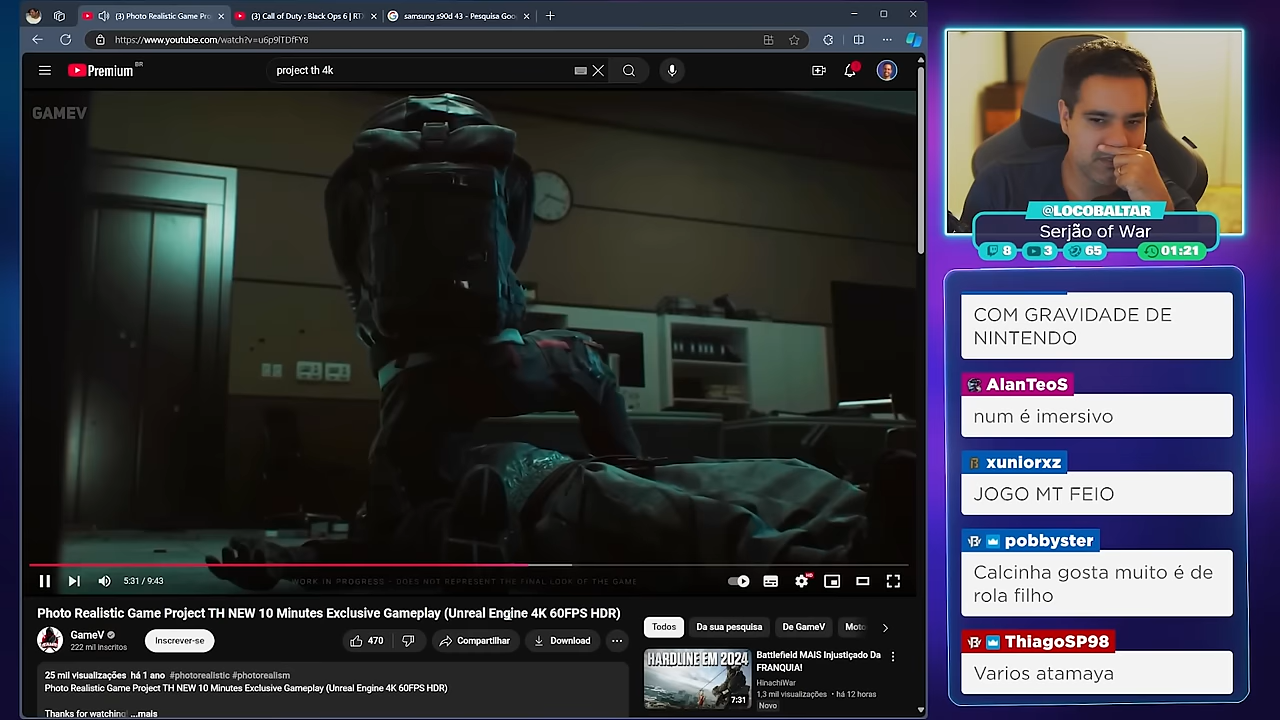 (3) Photo Realistic Game Pro
(3) Call of Duty : Black Ops 6 | RT
samsung s90d 43 - Pesquisa Goo
https://www.youtube.com/watch?v=u6p9lTDfFY8
Premium BR
project th 4k
GAMEV
5:31 / 9:43
WORK IN PROGRESS - DOES NOT REPRESENT THE FINAL LOOK OF THE GAME
HD
Photo Realistic Game Project TH NEW 10 Minutes Exclusive Gameplay (Unreal Engine 4K 60FPS HDR)
GameV
222 mil inscritos
Inscrever-se
470
Compartilhar
Download
25 mil visualizações há 1 ano #photorealistic #photorealism
Photo Realistic Game Project TH NEW 10 Minutes Exclusive Gameplay (Unreal Engine 4K 60FPS HDR)
Thanks for watching ...mais
Todos
Da sua pesquisa
De GameV
Moto
HARDLINE EM 2024
7:31
Battlefield MAIS Injustiçado Da FRANQUIA!
HinachiWar
1,3 mil visualizações • há 12 horas
Novo
@LOCOBALTAR
Serjão of War
8
3
65
01:21
COM GRAVIDADE DE
NINTENDO
AlanTeoS
num é imersivo
xuniorxz
JOGO MT FEIO
pobbyster
Calcinha gosta muito é de
rola filho
ThiagoSP98
Varios atamaya